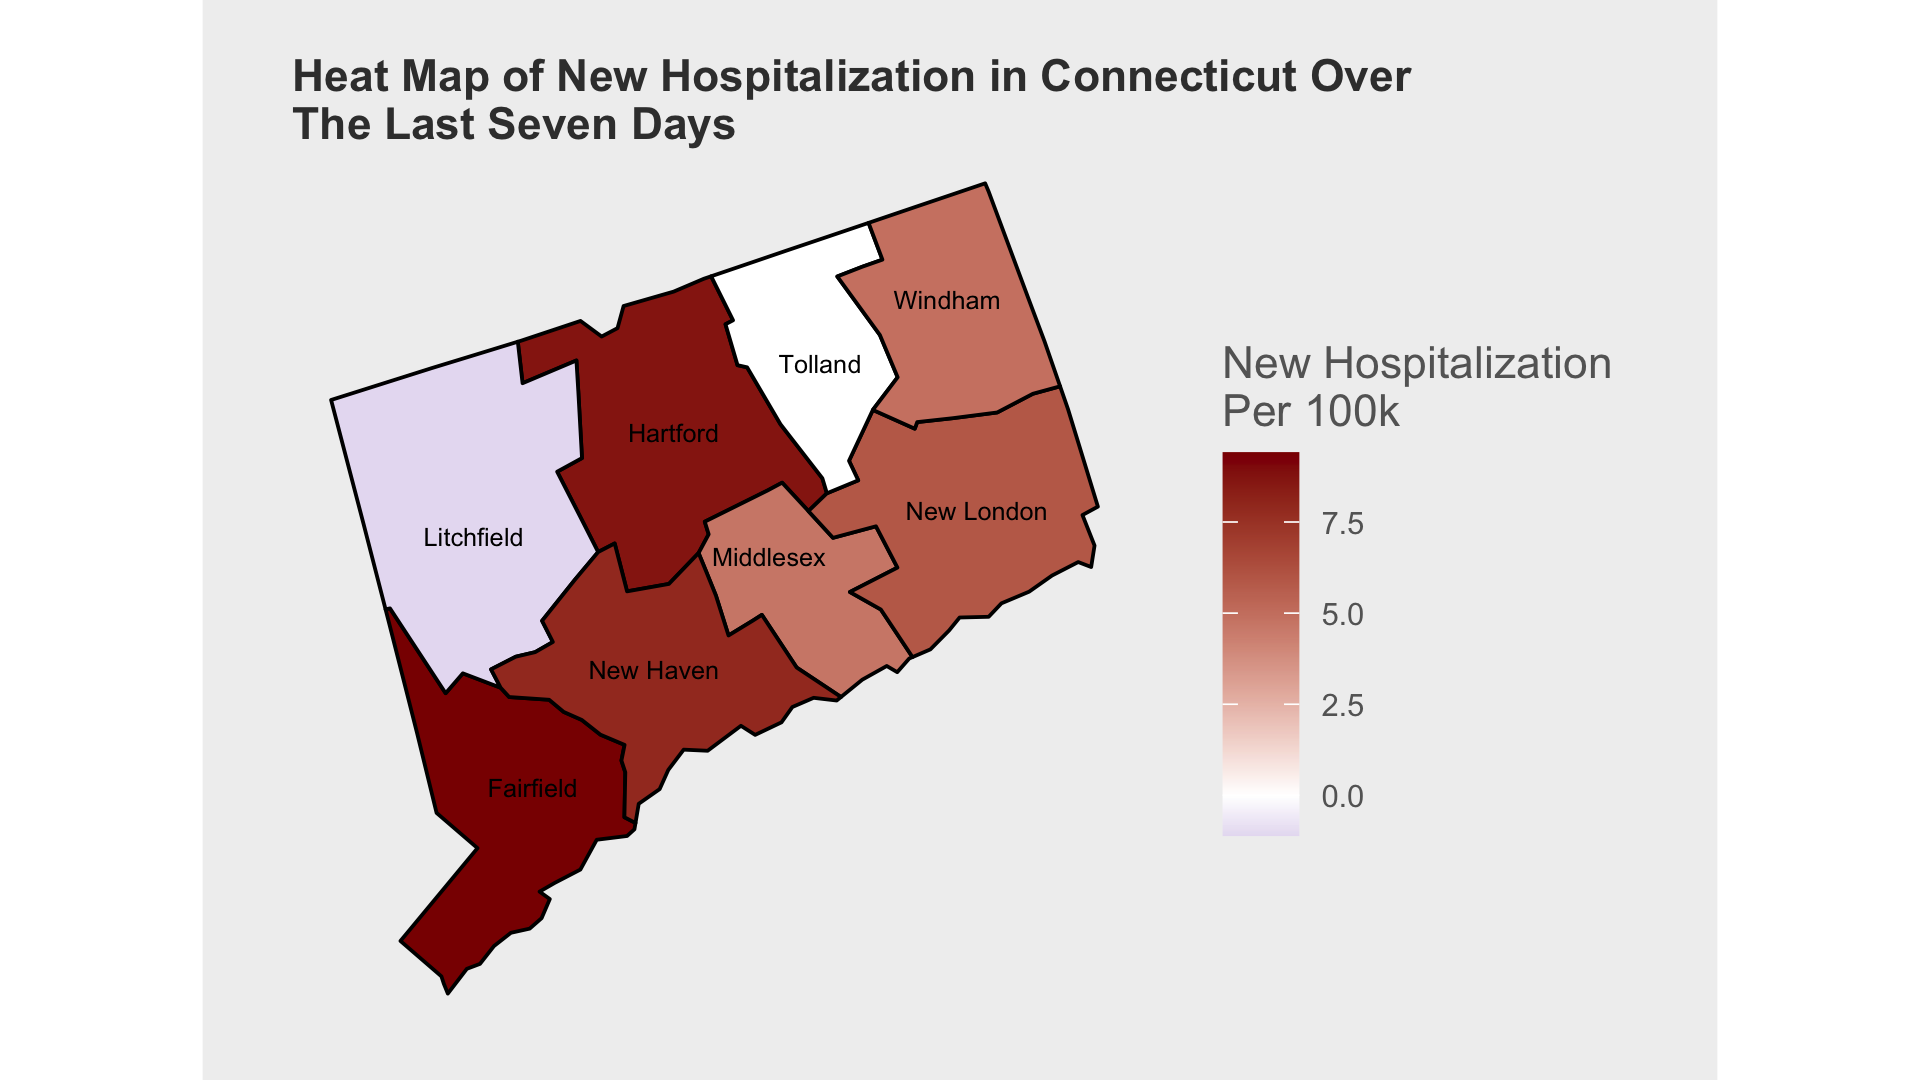 Heat Map of New Hospitalization in Connecticut Over
The Last Seven Days
Windham
Tolland
Hartford
New London
Litchfield
Middlesex
New Haven
Fairfield
New Hospitalization
Per 100k
7.5
5.0
2.5
0.0